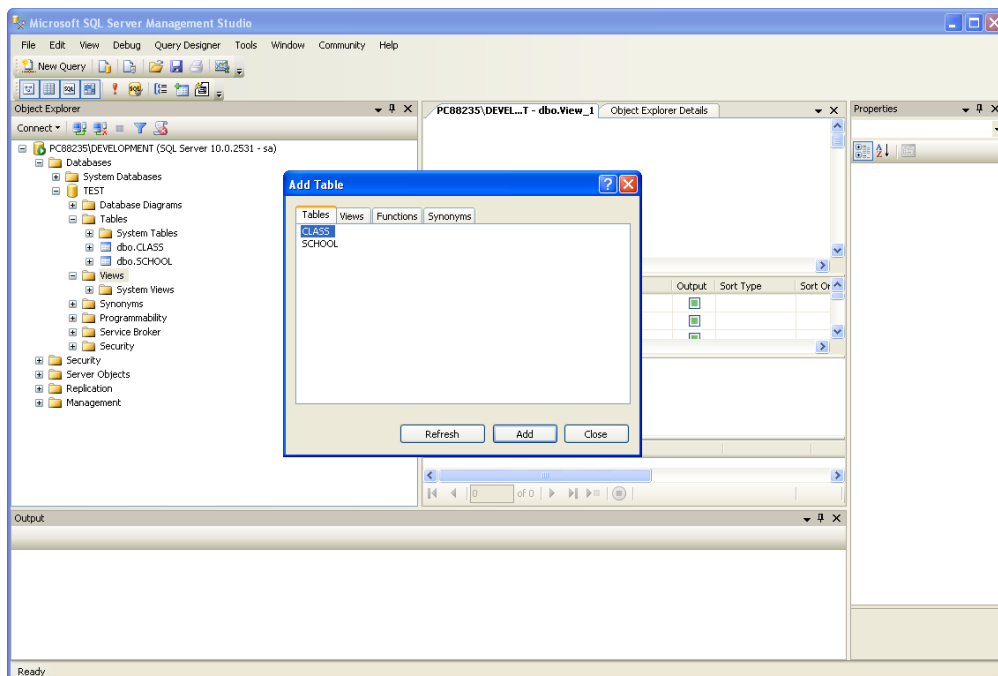 Microsoft SQL Server Management Studio
File Edit View Debug Query Designer Tools Window Community Help
New Query
Object Explorer
PC88235\DEVEL...T - dbo.View_1 Object Explorer Details
Properties
Connect
PC88235\DEVELOPMENT (SQL Server 10.0.2531 - sa)
Databases
System Databases
TEST
Database Diagrams
Tables
System Tables
dbo.CLASS
dbo.SCHOOL
Views
System Views
Synonyms
Programmability
Service Broker
Security
Security
Server Objects
Replication
Management
Add Table
Tables Views Functions Synonyms
CLASS
SCHOOL
Refresh Add Close
Output Sort Type Sort Or
0 of 0
Output
Ready